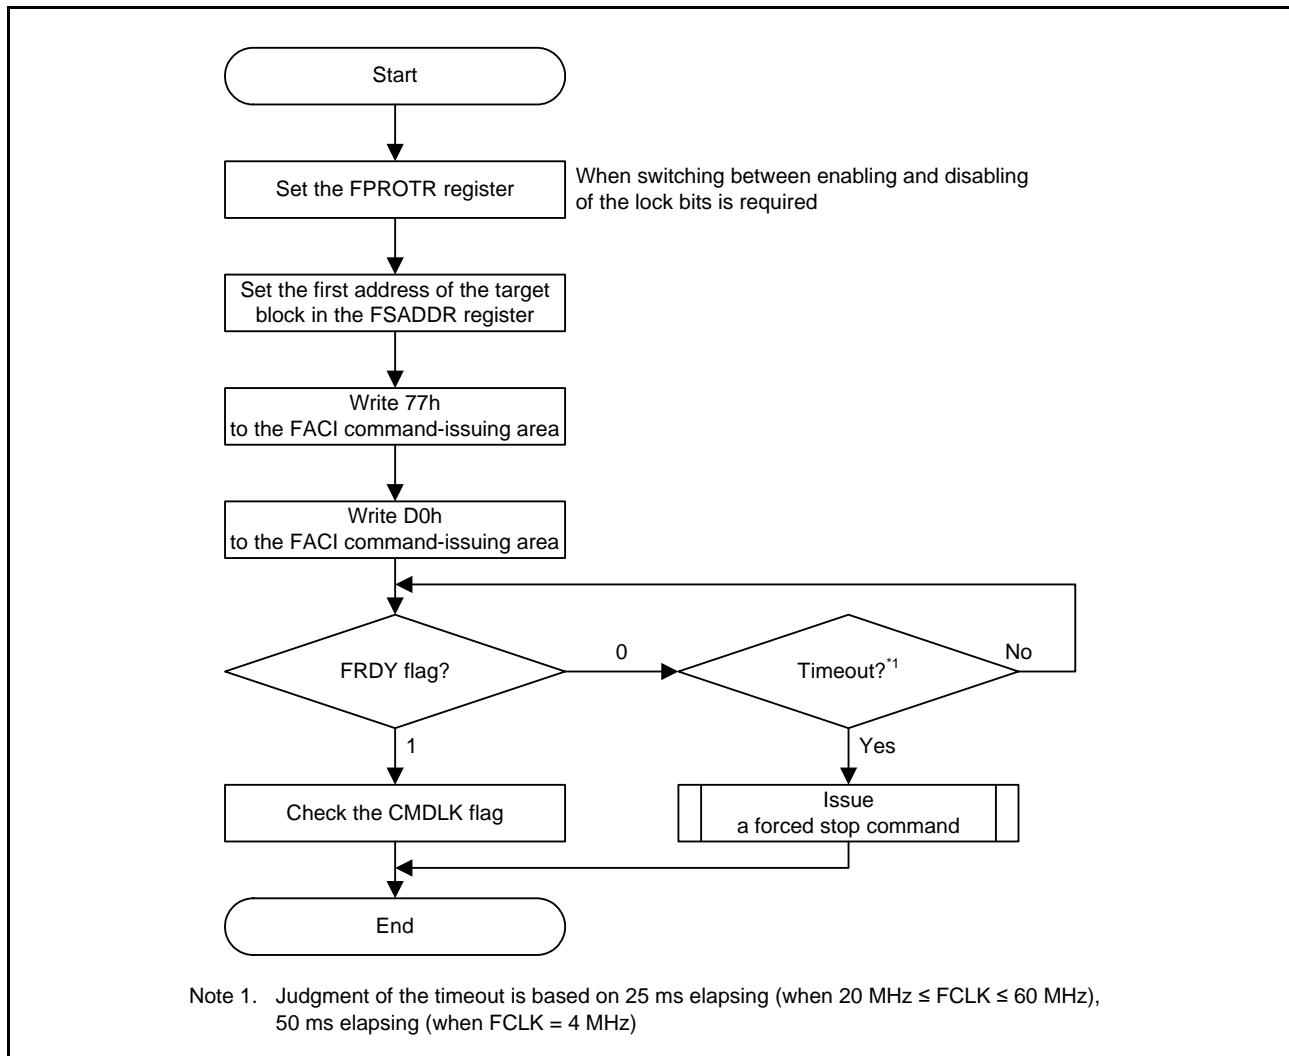 Start
Set the FPROTR register
When switching between enabling and disabling
of the lock bits is required
Set the first address of the target
block in the FSADDR register
Write 77h
to the FACI command-issuing area
Write D0h
to the FACI command-issuing area
FRDY flag?
0
Timeout?*1
No
1
Yes
Check the CMDLK flag
Issue
a forced stop command
End
Note 1. Judgment of the timeout is based on 25 ms elapsing (when 20 MHz ≤ FCLK ≤ 60 MHz),
50 ms elapsing (when FCLK = 4 MHz)